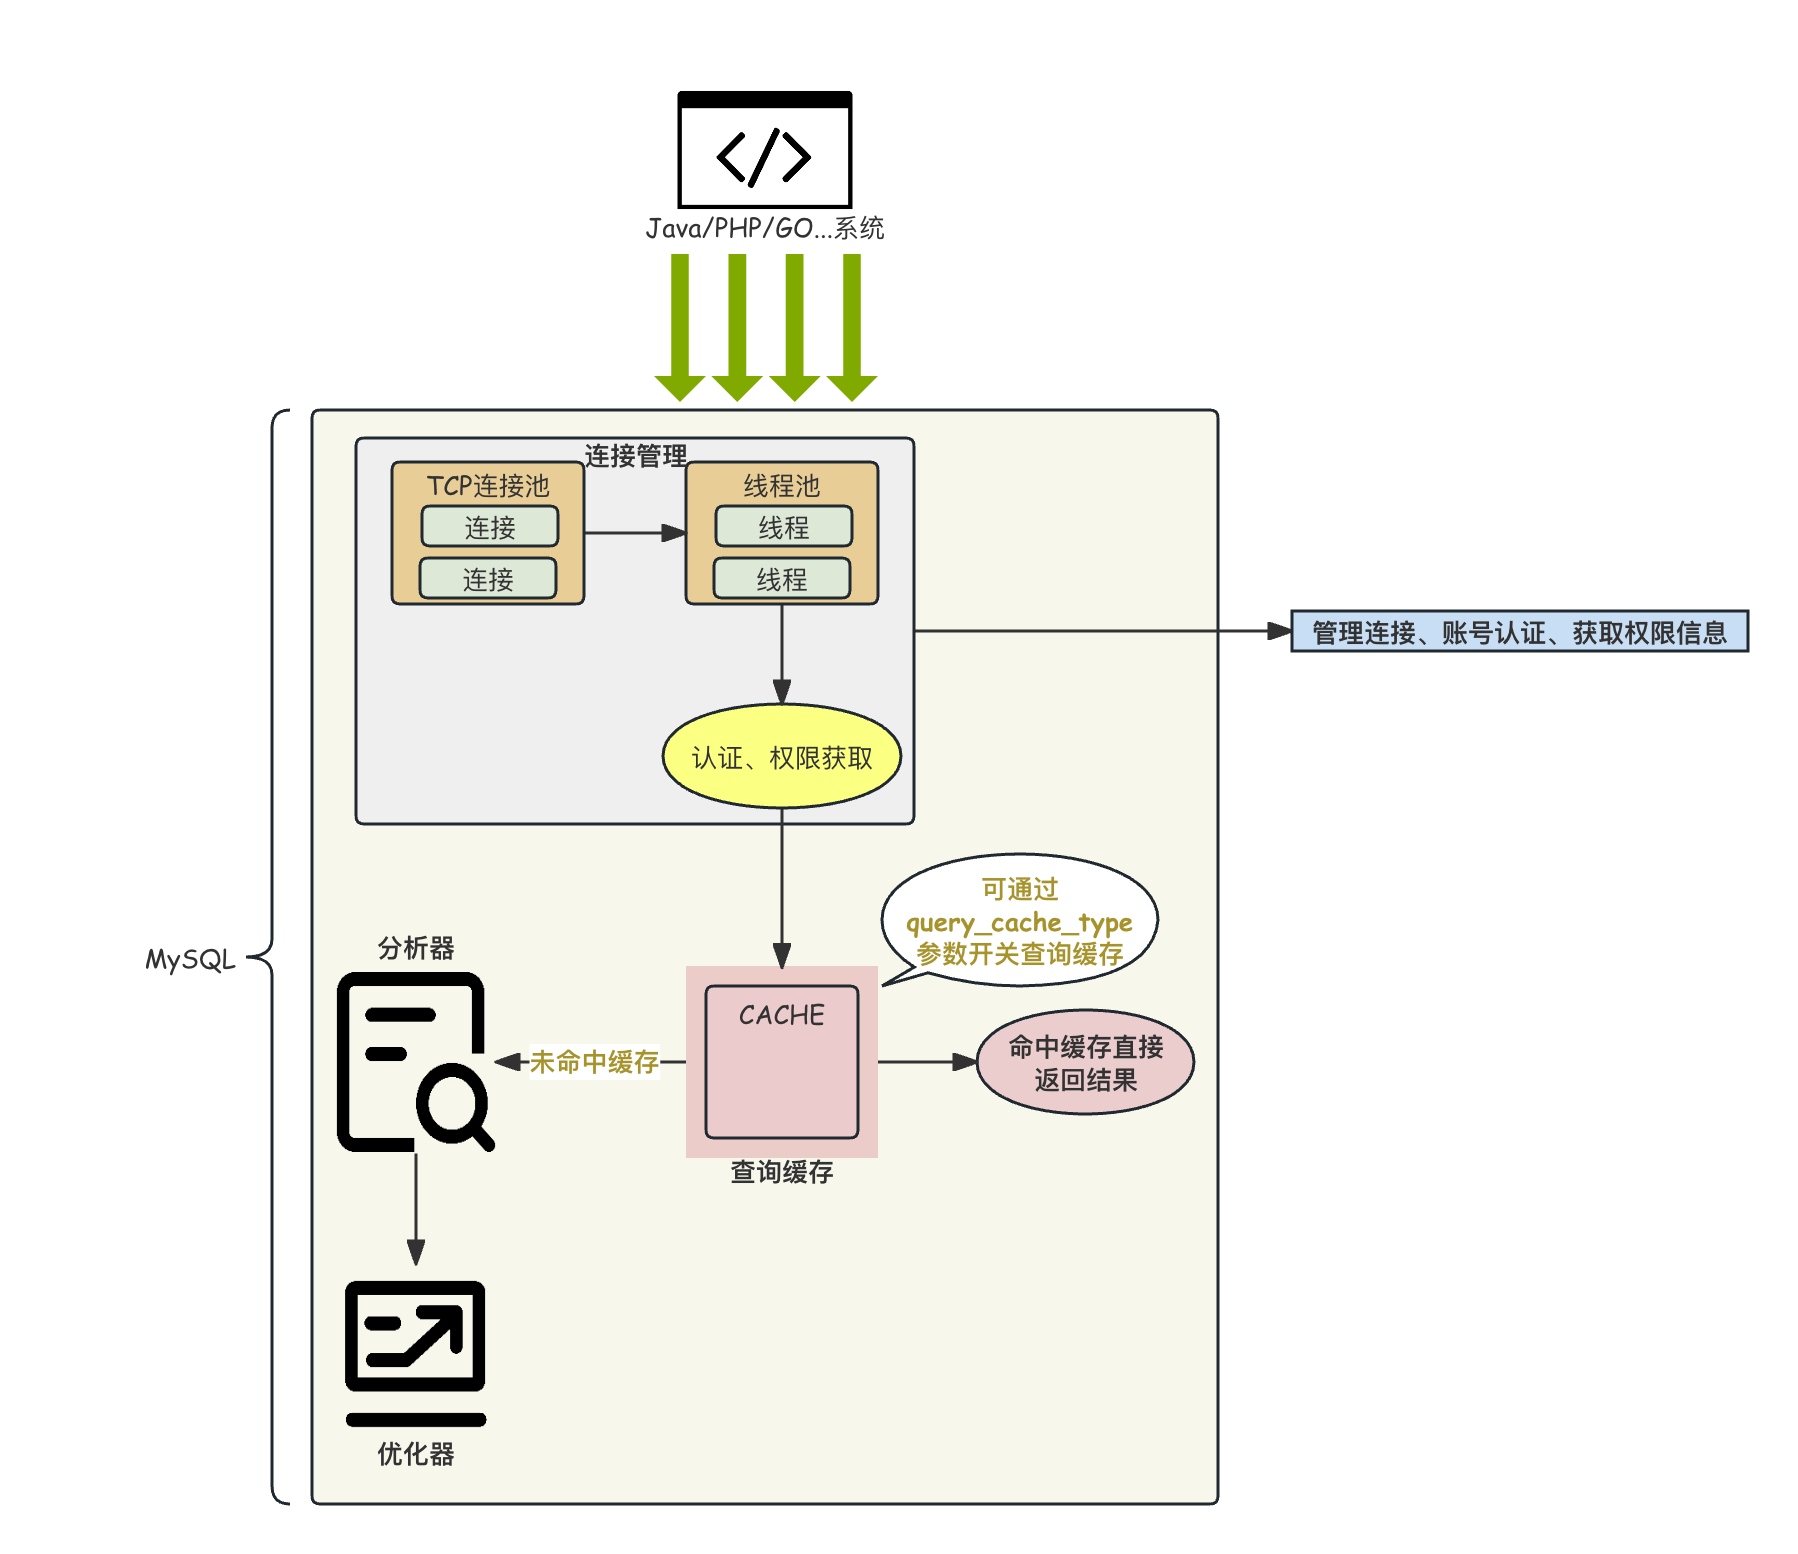 Java/PHP/GO...系统
连接管理
TCP连接池
连接
连接
线程池
线程
线程
管理连接、账号认证、获取权限信息
认证、权限获取
可通过
query_cache_type
参数开关查询缓存
MySQL
分析器
CACHE
未命中缓存
命中缓存直接
返回结果
查询缓存
优化器